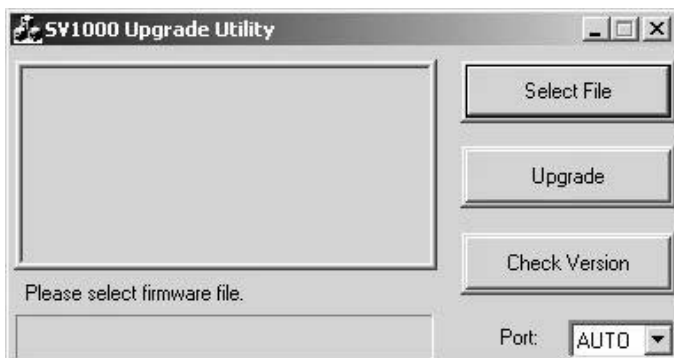 SV1000 Upgrade Utility
Select File
Upgrade
Check Version
Please select firmware file.
Port: AUTO